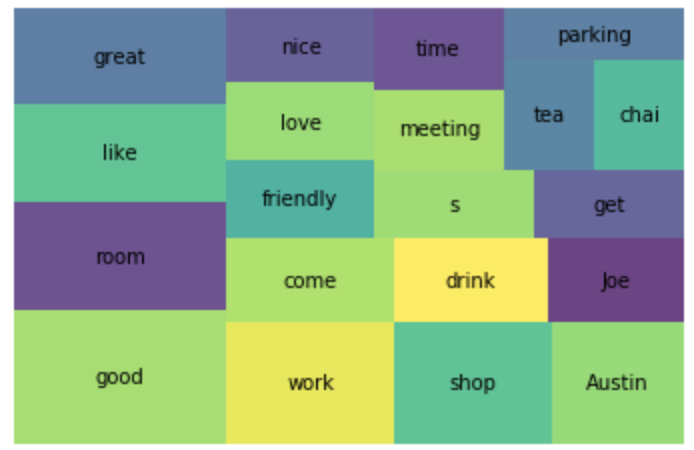 great
nice
time
parking
love
meeting
tea
chai
like
friendly
s
get
room
come
drink
Joe
good
work
shop
Austin